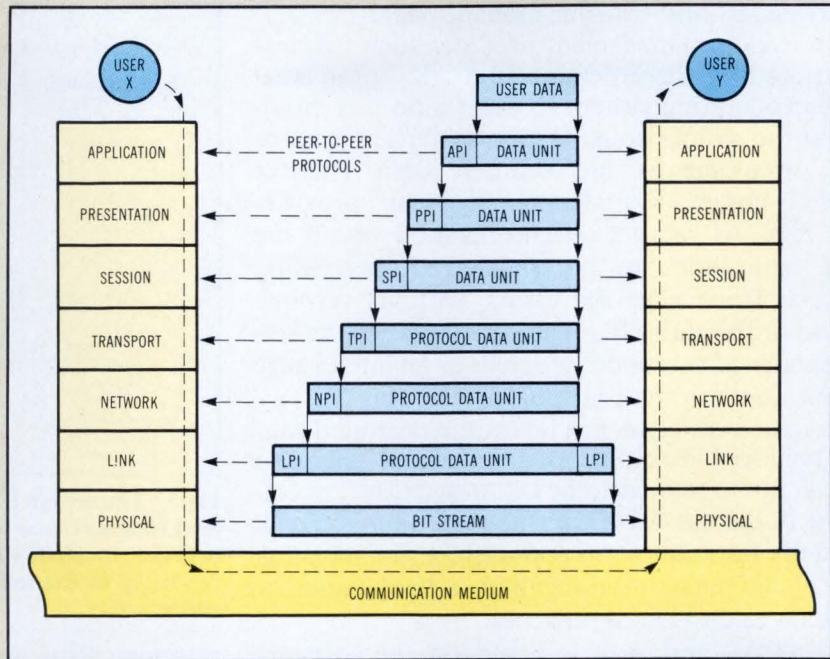 USER
X
USER DATA
USER
Y
PEER-TO-PEER
PROTOCOLS
APPLICATION
API
DATA UNIT
APPLICATION
PRESENTATION
PPI
DATA UNIT
PRESENTATION
SESSION
SPI
DATA UNIT
SESSION
TRANSPORT
TPI
PROTOCOL DATA UNIT
TRANSPORT
NETWORK
NPI
PROTOCOL DATA UNIT
NETWORK
LINK
LPI
PROTOCOL DATA UNIT
LPI
LINK
PHYSICAL
BIT STREAM
PHYSICAL
COMMUNICATION MEDIUM